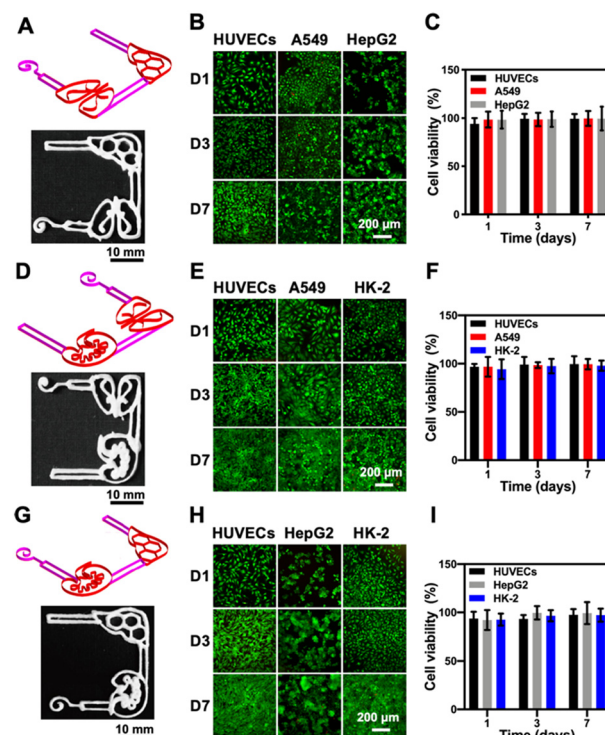 A
10 mm
B
HUVECs A549 HepG2
D1
D3
D7
200 μm
C
Cell viability (%)
150
100
50
0
HUVECs
A549
HepG2
1 3 7
Time (days)
D
10 mm
E
HUVECs A549 HK-2
D1
D3
D7
200 μm
F
Cell viability (%)
150
100
50
0
HUVECs
A549
HK-2
1 3 7
Time (days)
G
10 mm
H
HUVECs HepG2 HK-2
D1
D3
D7
200 μm
I
Cell viability (%)
150
100
50
0
HUVECs
HepG2
HK-2
1 3 7
Time (days)